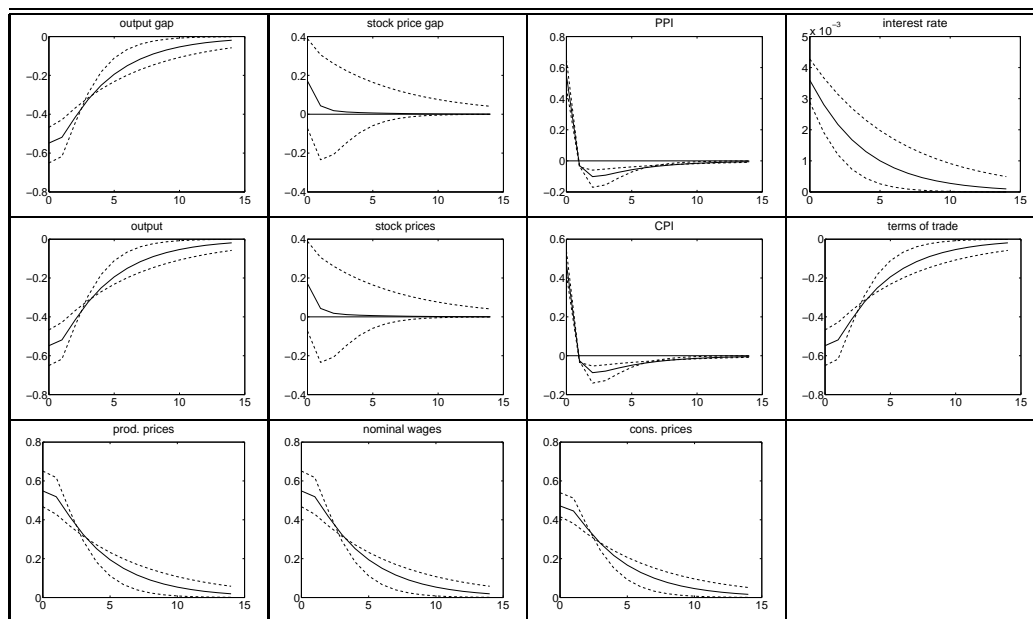 output gap
0
−0.2
−0.4
−0.6
−0.8
0 5 10 15
stock price gap
0.4
0.2
0
−0.2
−0.4
0 5 10 15
PPI
0.8
0.6
0.4
0.2
0
−0.2
0 5 10 15
interest rate
x 10⁻³
5
4
3
2
1
0
0 5 10 15
output
0
−0.2
−0.4
−0.6
−0.8
0 5 10 15
stock prices
0.4
0.2
0
−0.2
−0.4
0 5 10 15
CPI
0.6
0.4
0.2
0
−0.2
0 5 10 15
terms of trade
0
−0.2
−0.4
−0.6
−0.8
0 5 10 15
prod. prices
0.8
0.6
0.4
0.2
0
0 5 10 15
nominal wages
0.8
0.6
0.4
0.2
0
0 5 10 15
cons. prices
0.8
0.6
0.4
0.2
0
0 5 10 15